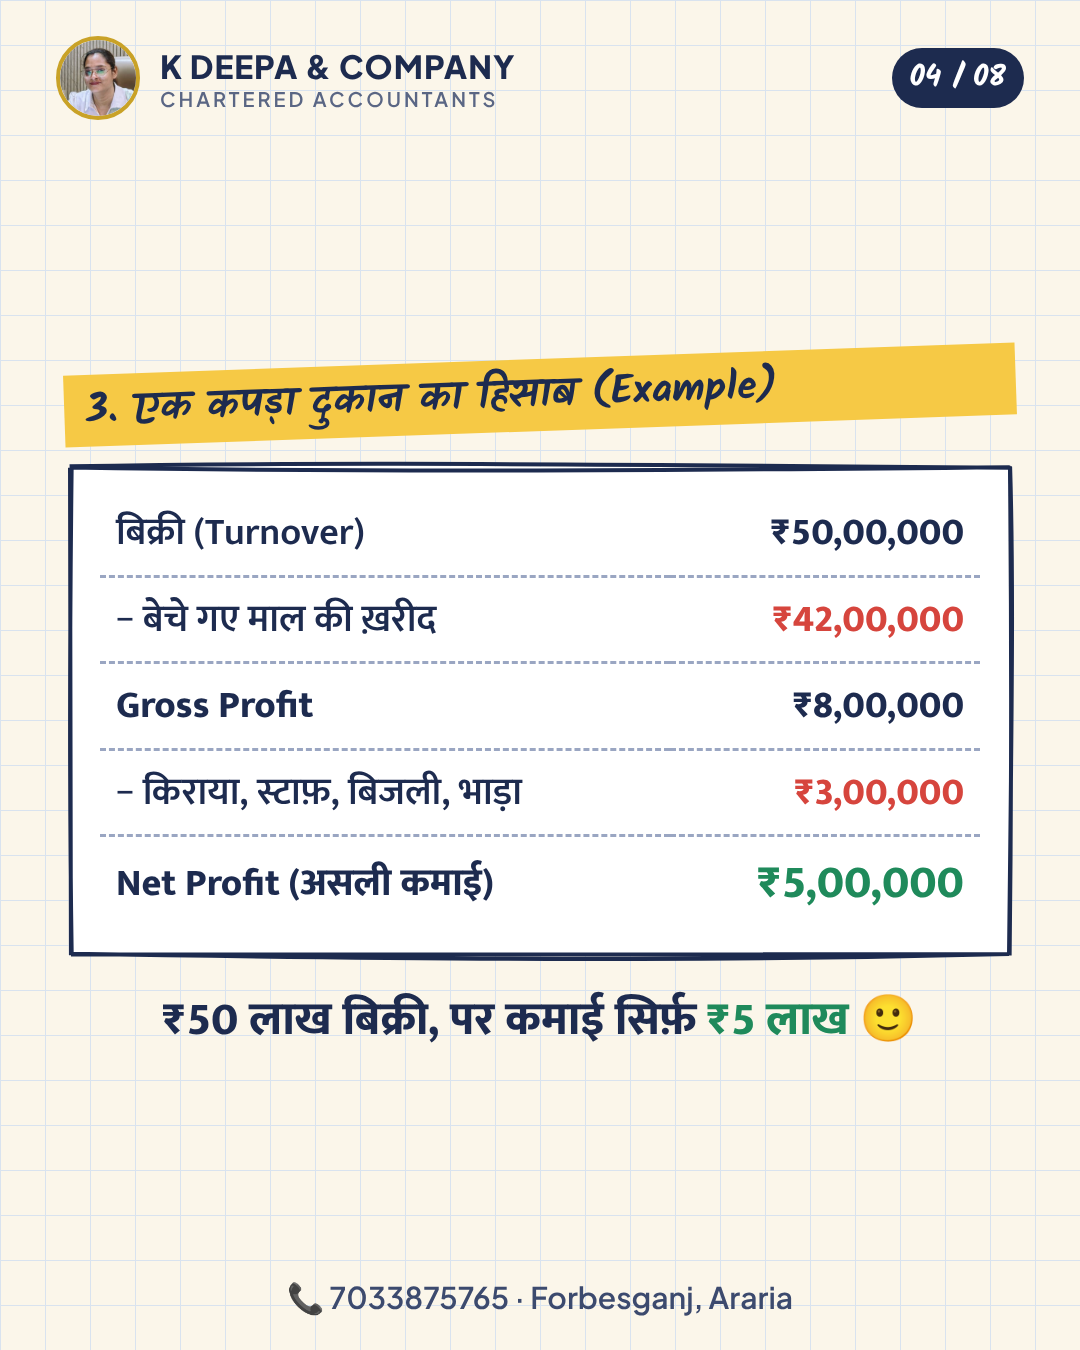 K DEEPA & COMPANY
CHARTERED ACCOUNTANTS
04 / 08
3. एक कपड़ा दुकान का हिसाब (Example)
बिक्री (Turnover) ₹50,00,000
– बेचे गए माल की ख़रीद ₹42,00,000
Gross Profit ₹8,00,000
– किराया, स्टाफ़, बिजली, भाड़ा ₹3,00,000
Net Profit (असली कमाई) ₹5,00,000
₹50 लाख बिक्री, पर कमाई सिर्फ़ ₹5 लाख 🙂
📞 7033875765 · Forbesganj, Araria